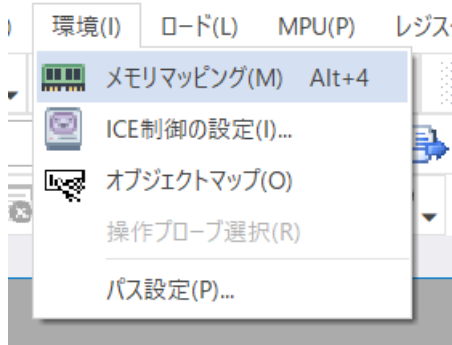 環境(I) ロード(L) MPU(P) レジス
メモリマッピング(M) Alt+4
ICE制御の設定(I)...
オブジェクトマップ(O)
操作プローブ選択(R)
パス設定(P)...